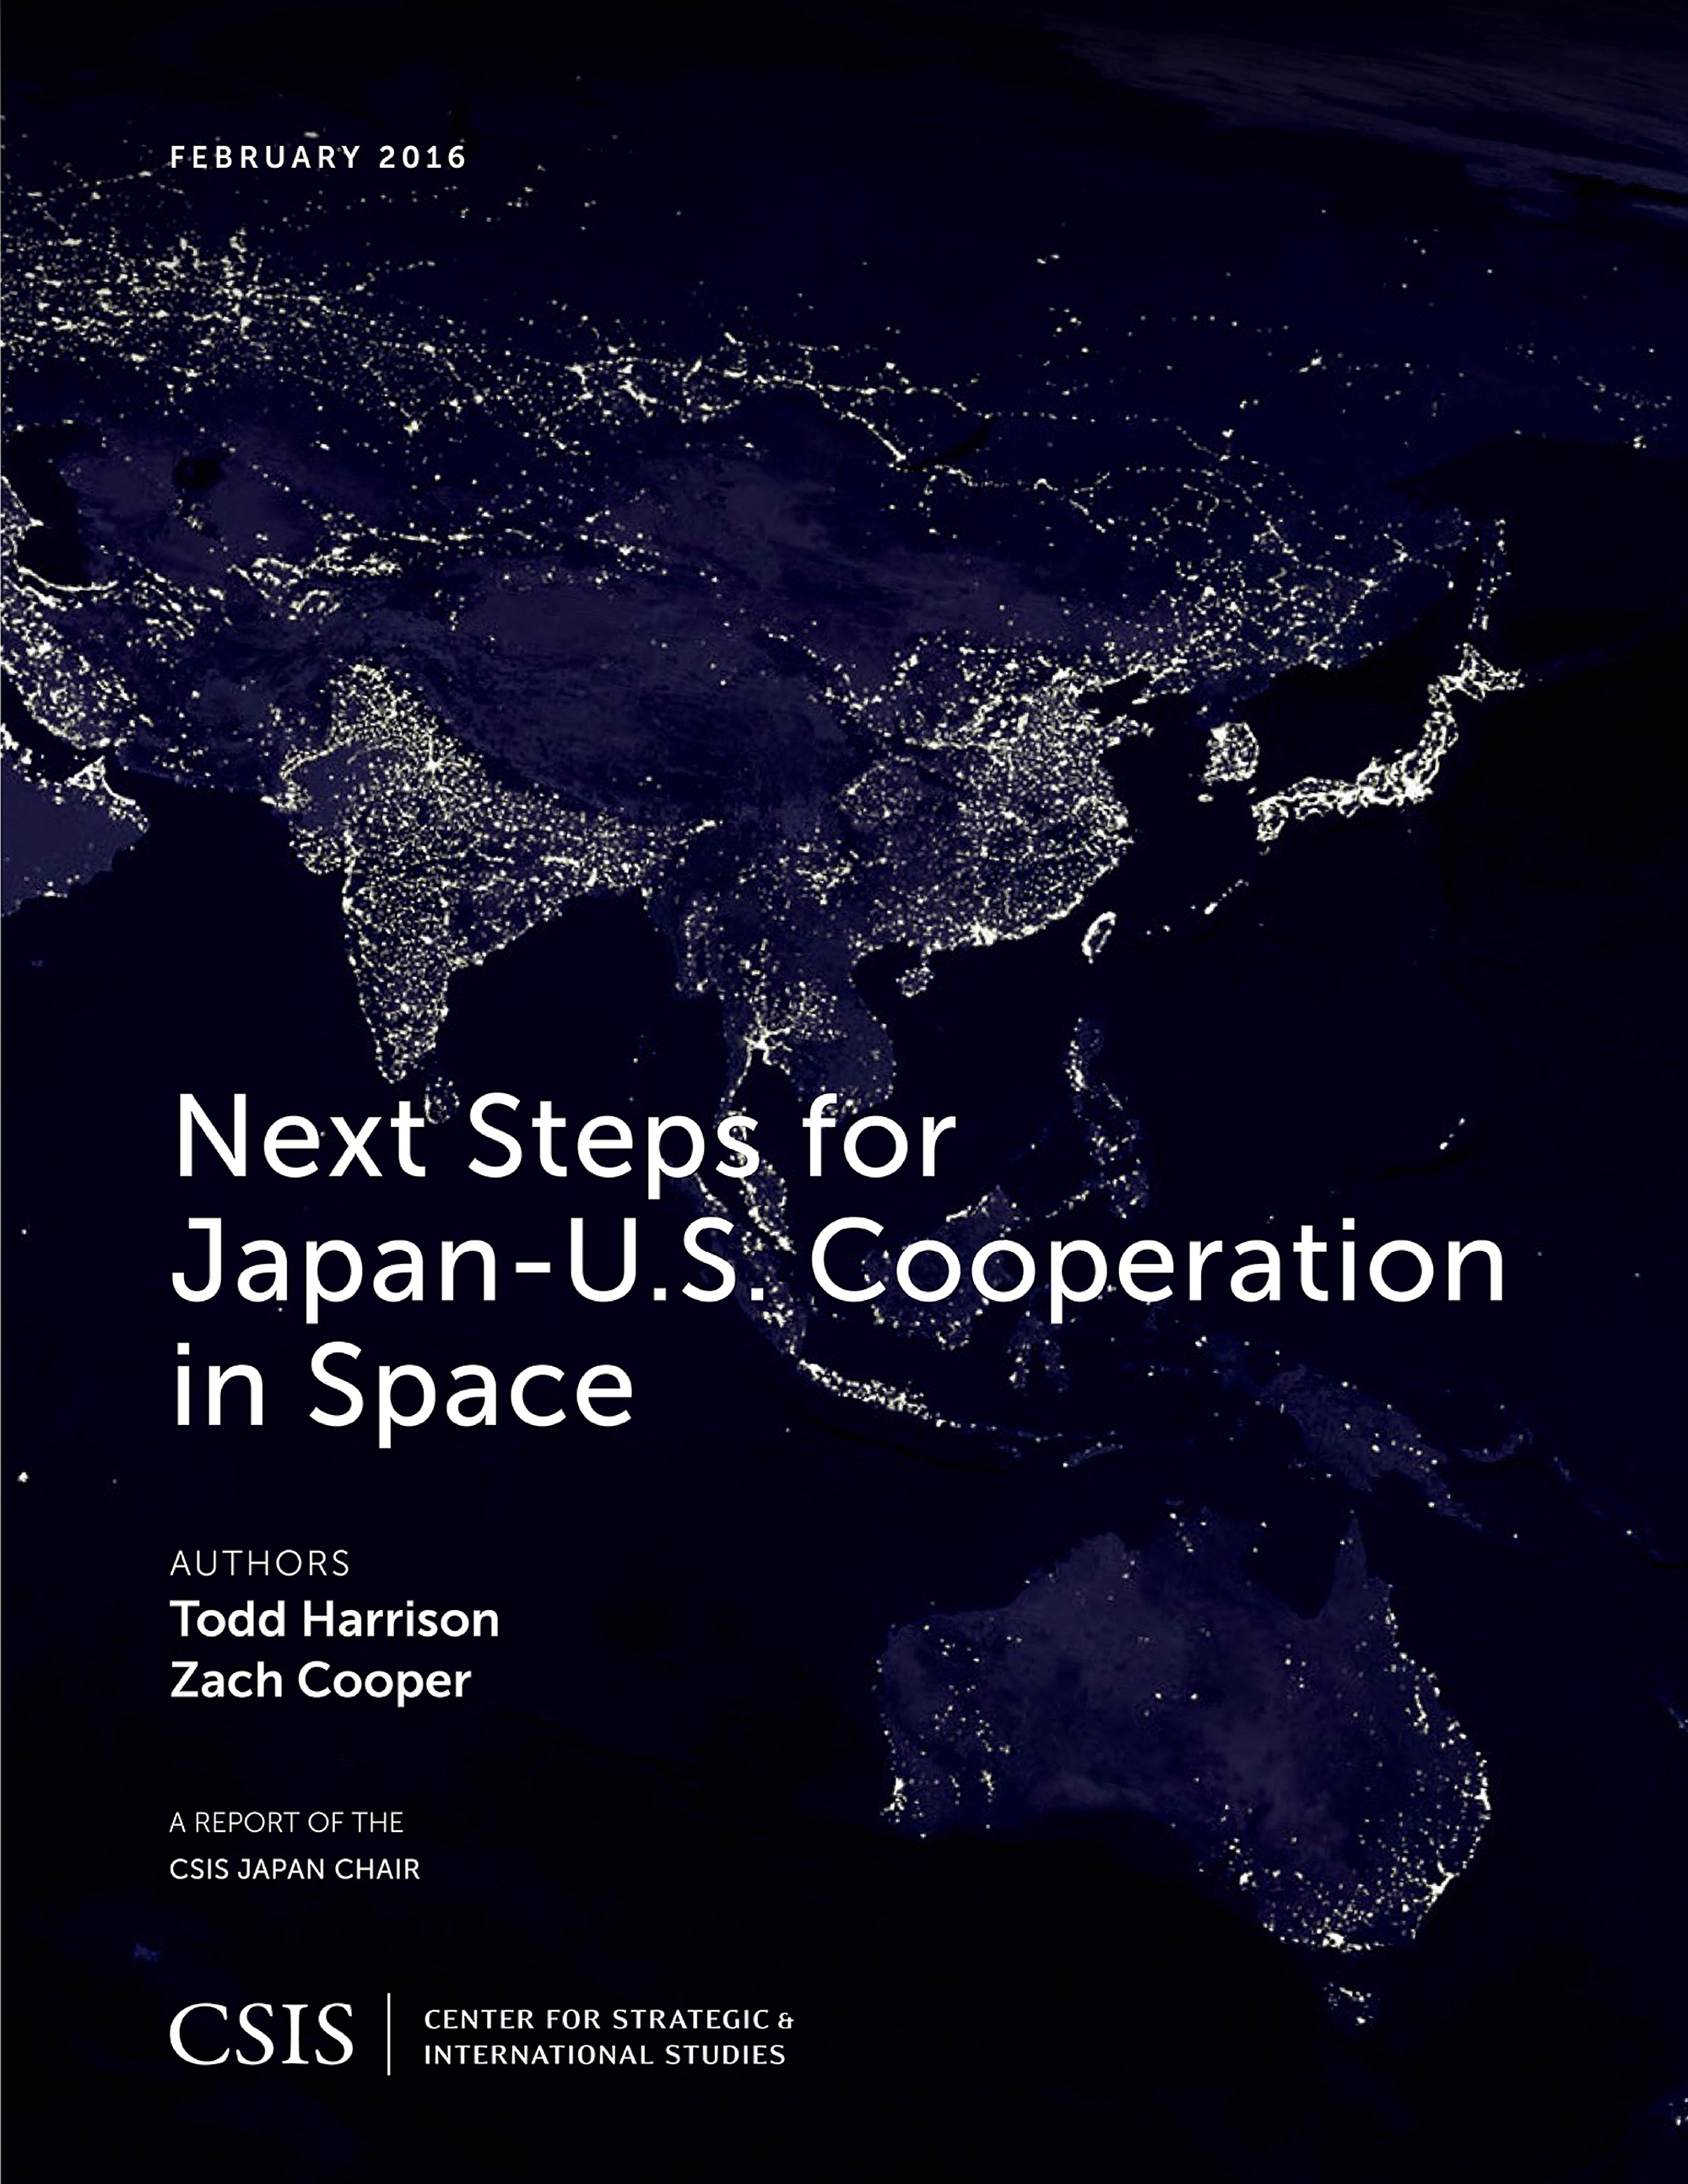 FEBRUARY 2016
Next Steps for
Japan-U.S. Cooperation
in Space
AUTHORS
Todd Harrison
Zach Cooper
A REPORT OF THE
CSIS JAPAN CHAIR
CSIS
CENTER FOR STRATEGIC &
INTERNATIONAL STUDIES